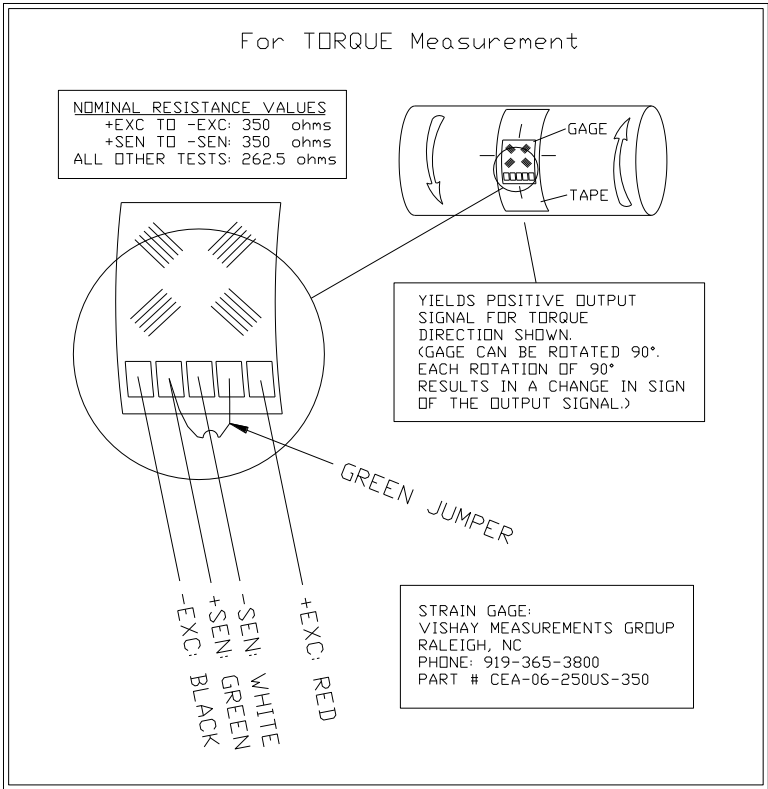 For TORQUE Measurement
NOMINAL RESISTANCE VALUES
+EXC TO -EXC: 350 ohms
+SEN TO -SEN: 350 ohms
ALL OTHER TESTS: 262.5 ohms
GAGE
TAPE
YIELDS POSITIVE OUTPUT
SIGNAL FOR TORQUE
DIRECTION SHOWN.
(GAGE CAN BE ROTATED 90°.
EACH ROTATION OF 90°
RESULTS IN A CHANGE IN SIGN
OF THE OUTPUT SIGNAL.)
GREEN JUMPER
-EXC: BLACK
+SEN: GREEN
-SEN: WHITE
+EXC: RED
STRAIN GAGE:
VISHAY MEASUREMENTS GROUP
RALEIGH, NC
PHONE: 919-365-3800
PART # CEA-06-250US-350